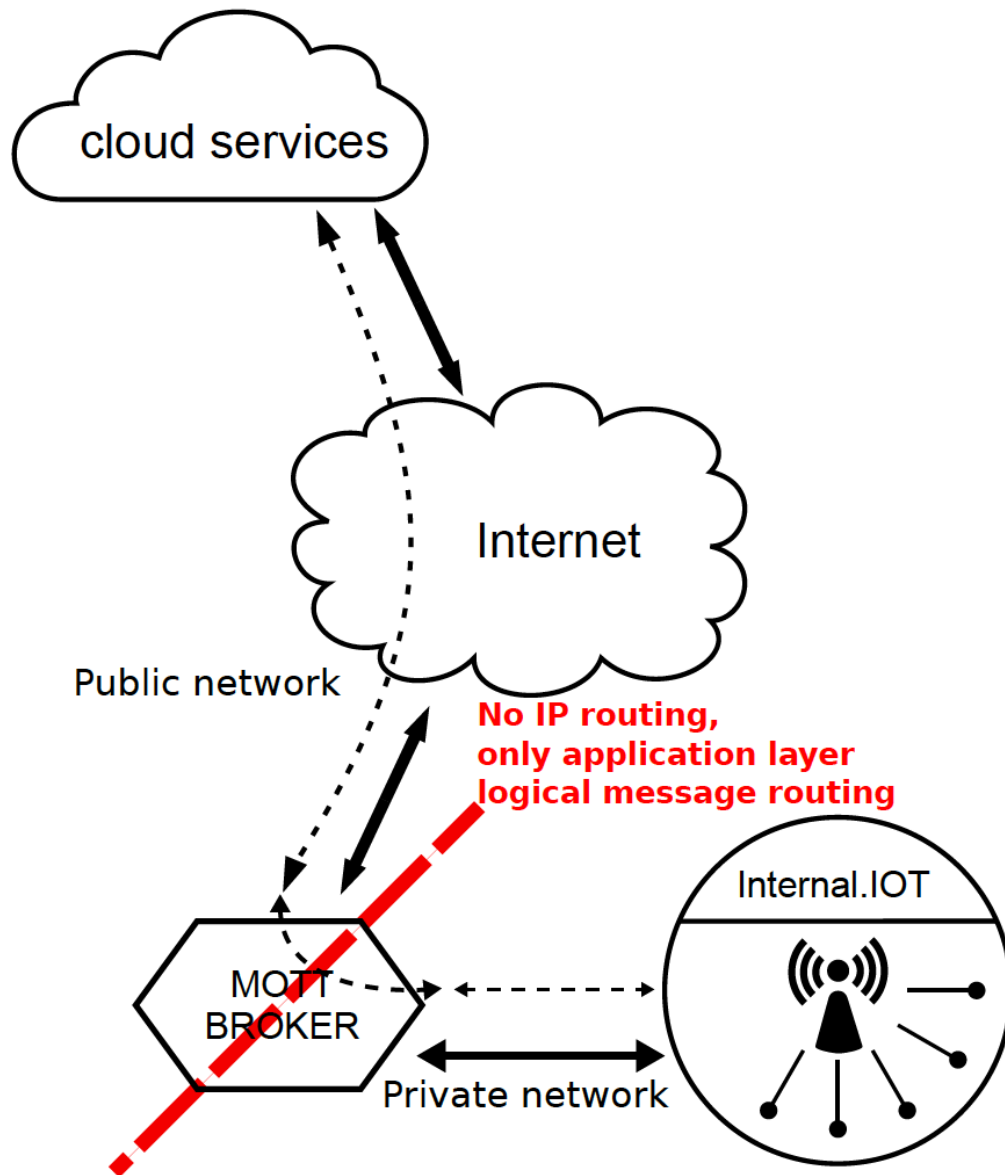 cloud services
Internet
Public network
No IP routing,
only application layer
logical message routing
Internal.IOT
MOTT
BROKER
Private network